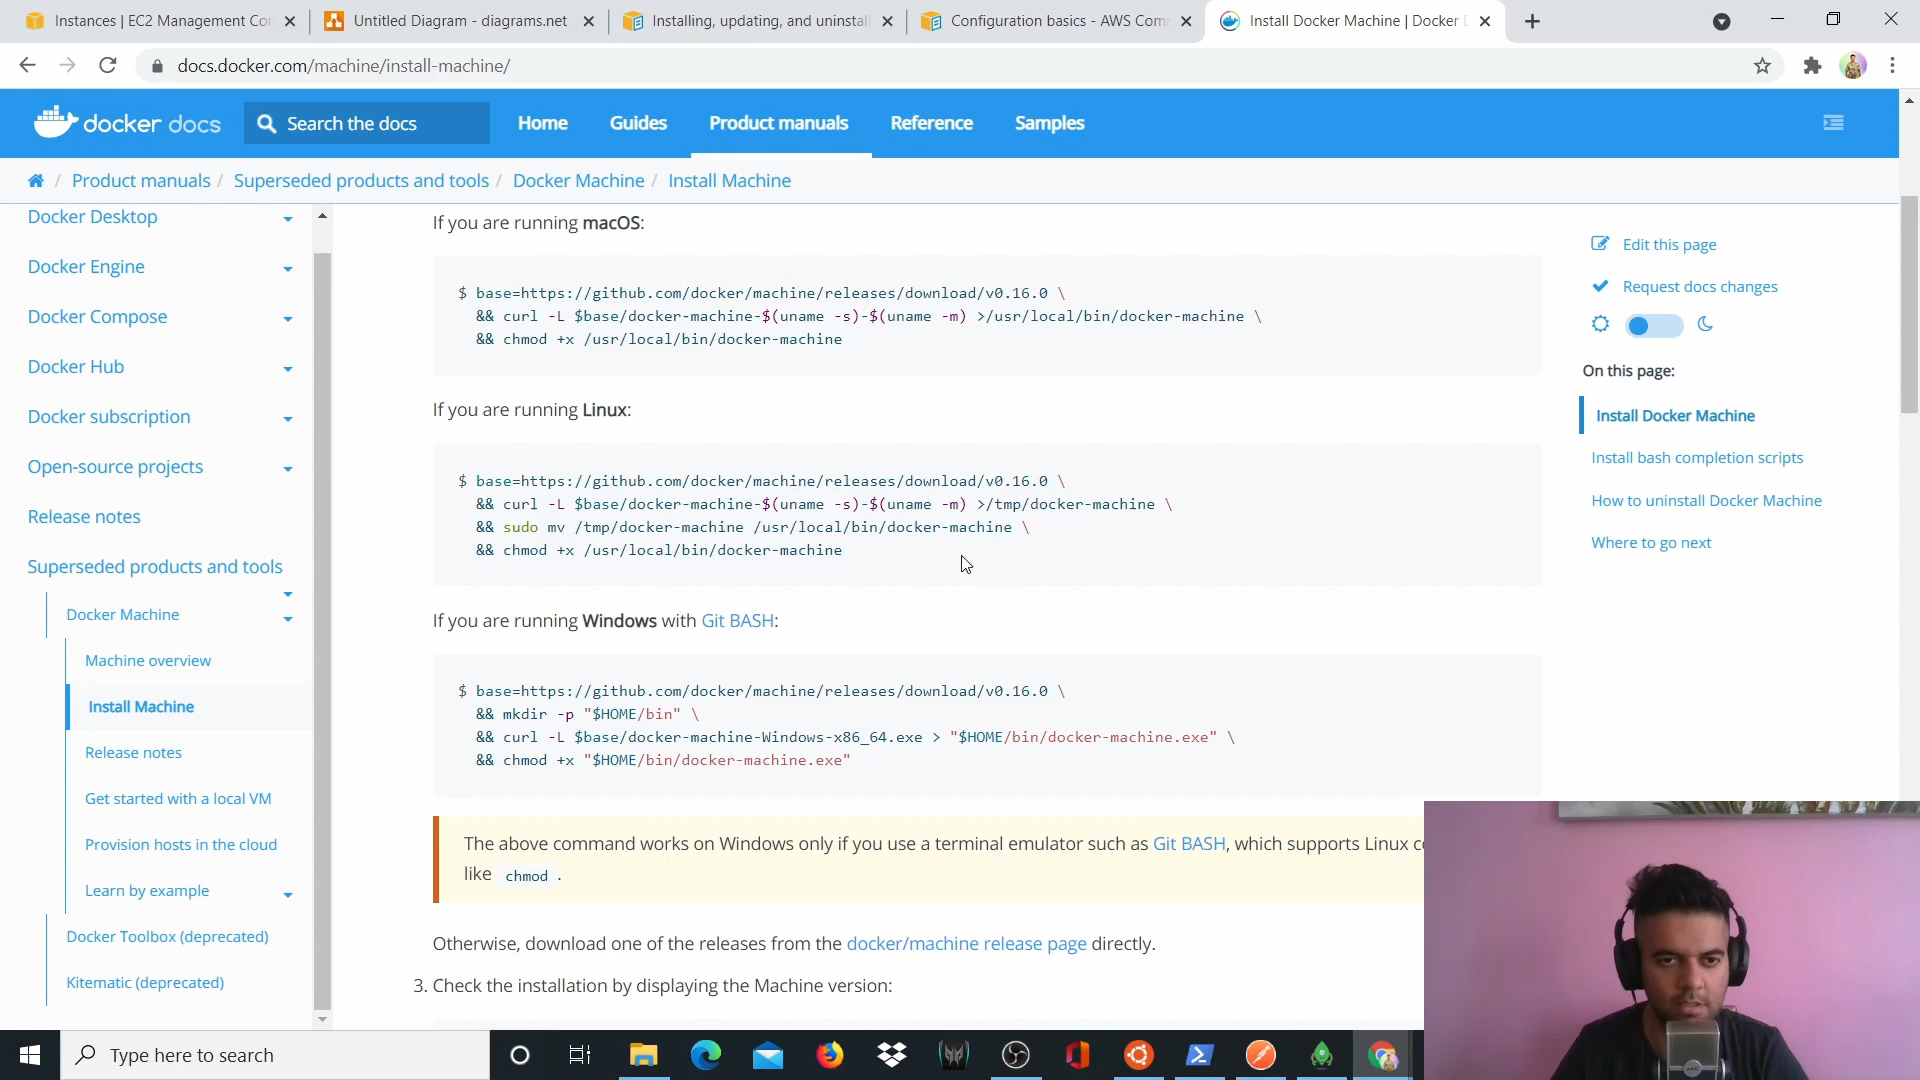 Instances | EC2 Management Con
Untitled Diagram - diagrams.net
Installing, updating, and uninstall
Configuration basics - AWS Com
Install Docker Machine | Docker D
docs.docker.com/machine/install-machine/
docker docs
Search the docs
Home
Guides
Product manuals
Reference
Samples
/ Product manuals / Superseded products and tools / Docker Machine / Install Machine
Docker Desktop
Docker Engine
Docker Compose
Docker Hub
Docker subscription
Open-source projects
Release notes
Superseded products and tools
Docker Machine
Machine overview
Install Machine
Release notes
Get started with a local VM
Provision hosts in the cloud
Learn by example
Docker Toolbox (deprecated)
Kitematic (deprecated)
If you are running macOS:
$ base=https://github.com/docker/machine/releases/download/v0.16.0 \
&& curl -L $base/docker-machine-$(uname -s)-$(uname -m) >/usr/local/bin/docker-machine \
&& chmod +x /usr/local/bin/docker-machine
If you are running Linux:
$ base=https://github.com/docker/machine/releases/download/v0.16.0 \
&& curl -L $base/docker-machine-$(uname -s)-$(uname -m) >/tmp/docker-machine \
&& sudo mv /tmp/docker-machine /usr/local/bin/docker-machine \
&& chmod +x /usr/local/bin/docker-machine
If you are running Windows with Git BASH:
$ base=https://github.com/docker/machine/releases/download/v0.16.0 \
&& mkdir -p "$HOME/bin" \
&& curl -L $base/docker-machine-Windows-x86_64.exe > "$HOME/bin/docker-machine.exe" \
&& chmod +x "$HOME/bin/docker-machine.exe"
The above command works on Windows only if you use a terminal emulator such as Git BASH, which supports Linux co
like chmod .
Otherwise, download one of the releases from the docker/machine release page directly.
3. Check the installation by displaying the Machine version:
Edit this page
Request docs changes
On this page:
Install Docker Machine
Install bash completion scripts
How to uninstall Docker Machine
Where to go next
Type here to search